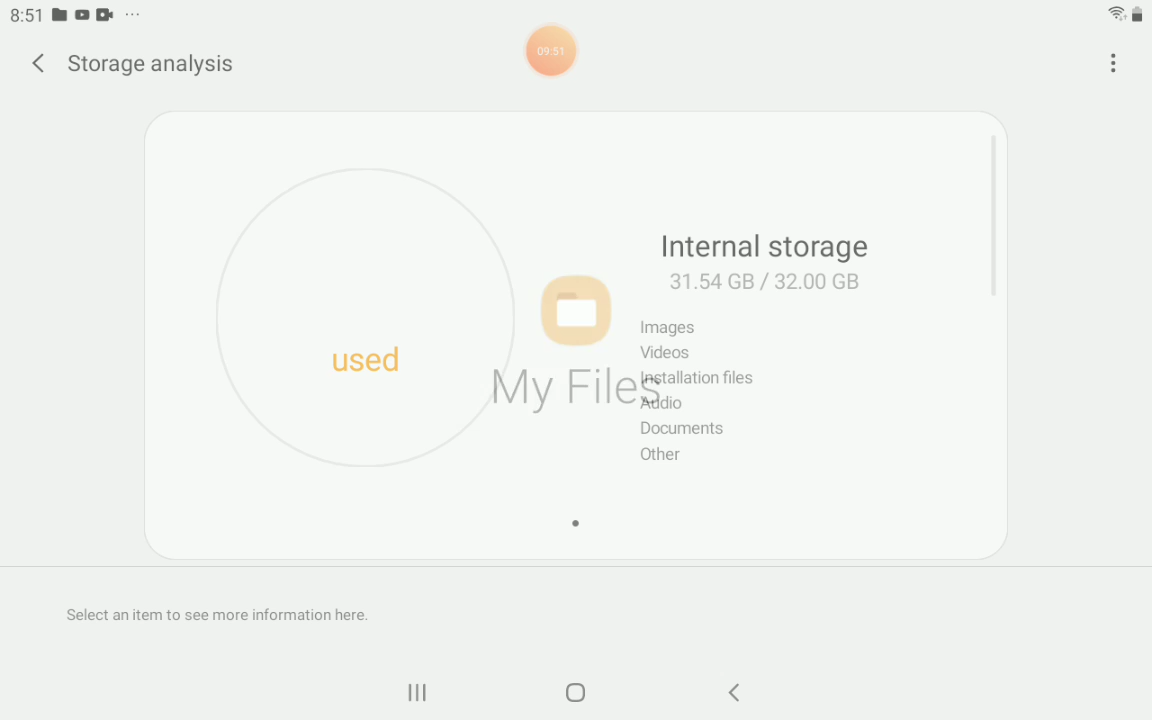 8:51
09:51
Storage analysis
Internal storage
31.54 GB / 32.00 GB
used
My Files
Images
Videos
Installation files
Audio
Documents
Other
Select an item to see more information here.